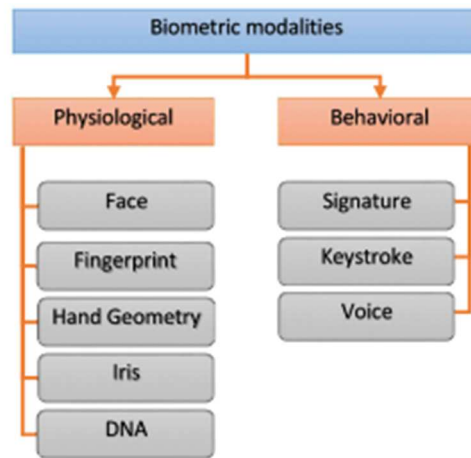 Biometric modalities
Physiological
Face
Fingerprint
Hand Geometry
Iris
DNA
Behavioral
Signature
Keystroke
Voice